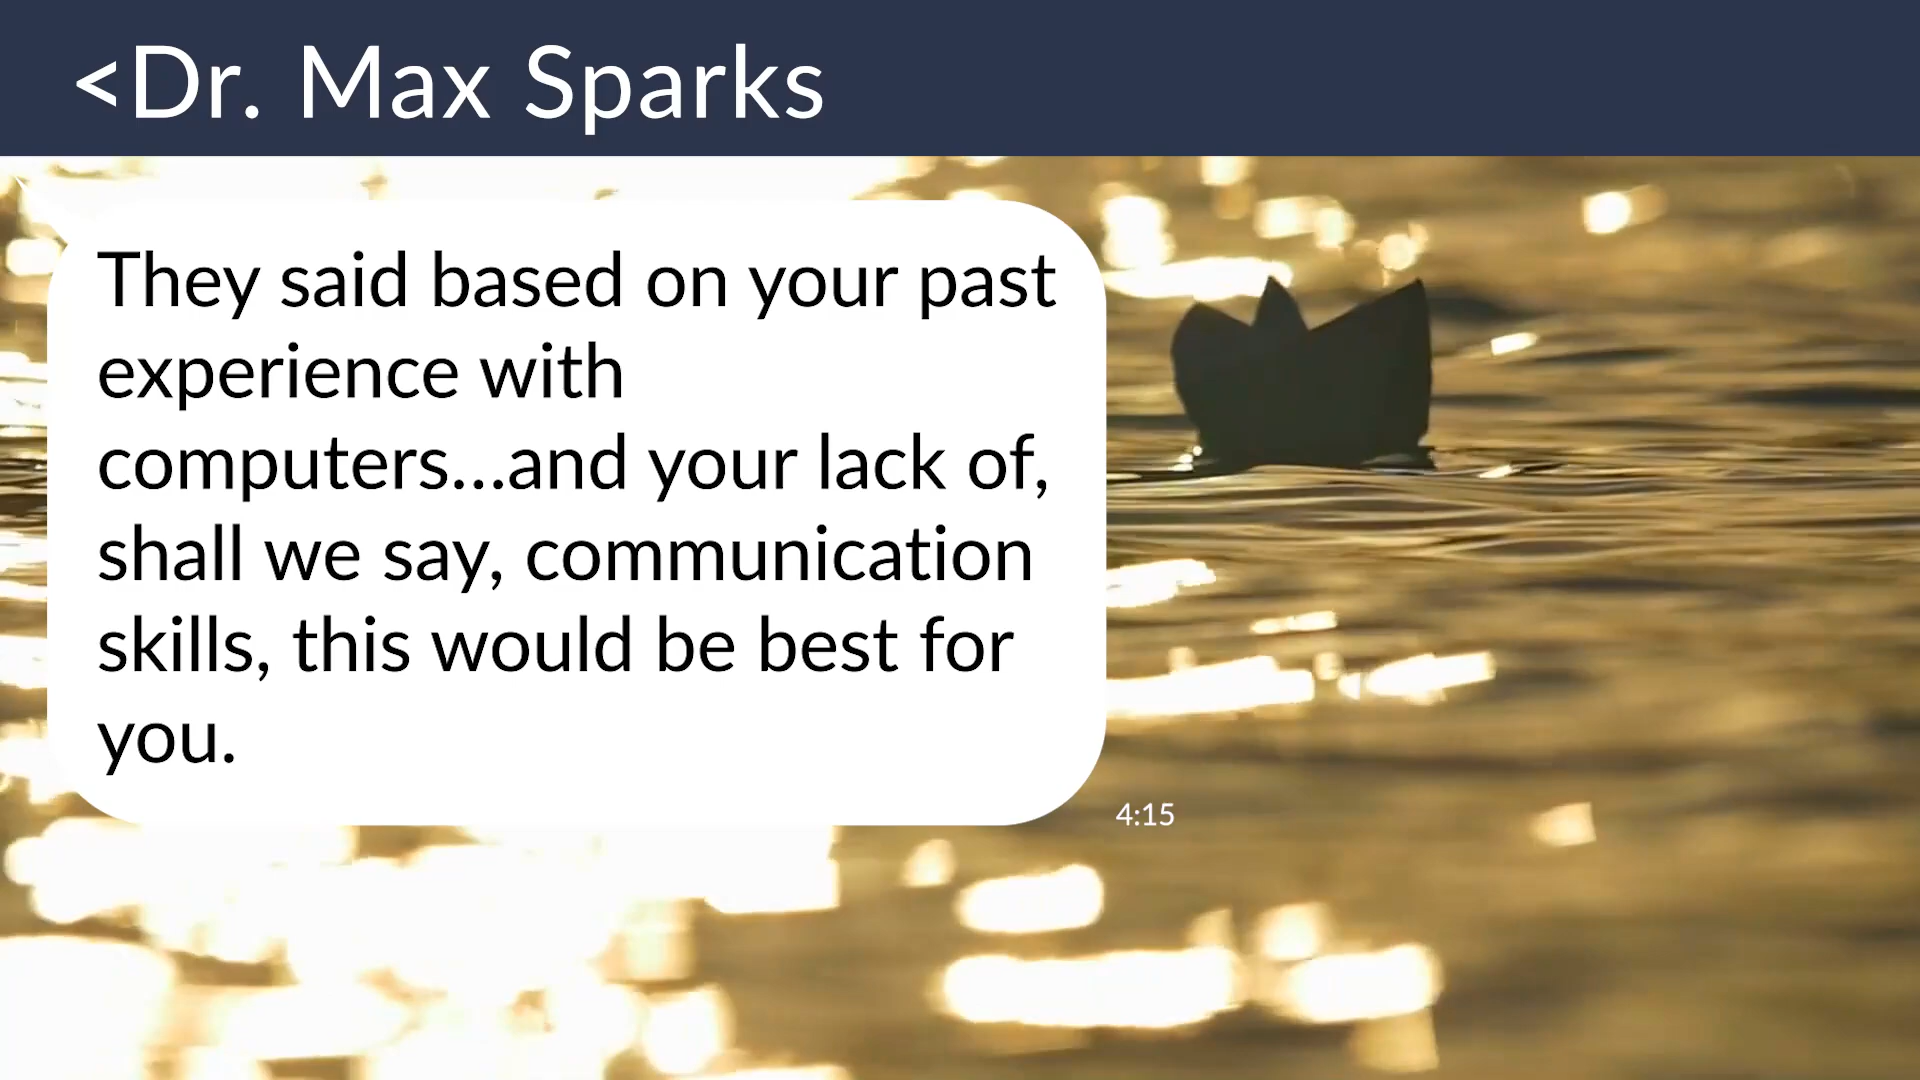 <Dr. Max Sparks
They said based on your past
experience with
computers...and your lack of,
shall we say, communication
skills, this would be best for
you.
4:15